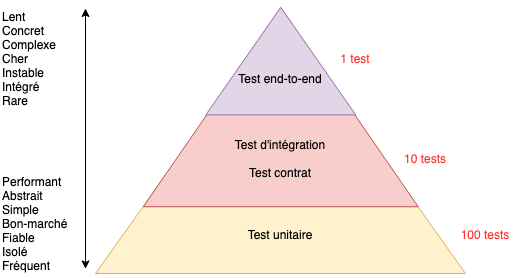 Lent
Concret
Complexe
Cher
Instable
Intégré
Rare
Test end-to-end
1 test
Test d'intégration
Test contrat
10 tests
Performant
Abstrait
Simple
Bon-marché
Fiable
Isolé
Fréquent
Test unitaire
100 tests